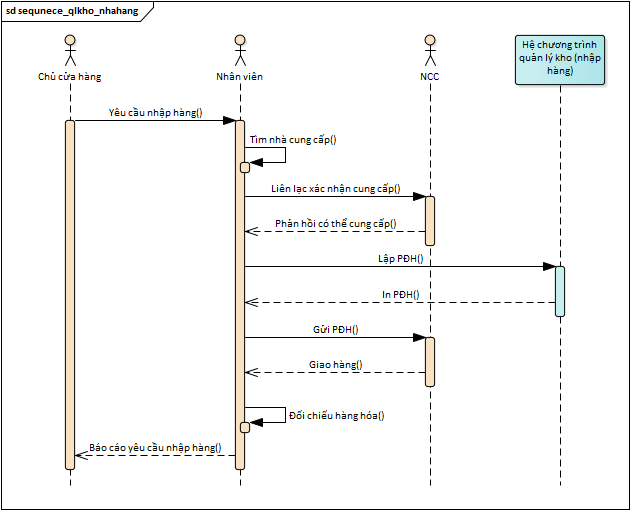 sd sequnece_qlkho_nhahang
Chủ cửa hàng
Nhân viên
NCC
Hệ chương trình
quản lý kho (nhập
hàng)
Yêu cầu nhập hàng()
Tìm nhà cung cấp()
Liên lạc xác nhận cung cấp()
Phản hồi có thể cung cấp()
Lập PĐH()
In PĐH()
Gửi PĐH()
Giao hàng()
Đối chiếu hàng hóa()
Báo cáo yêu cầu nhập hàng()